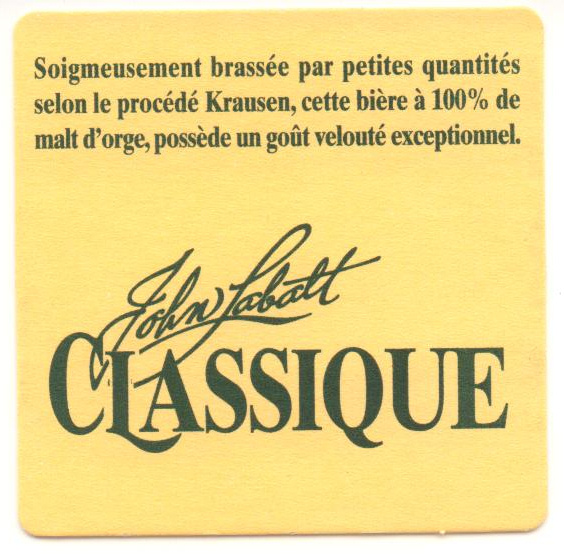 Soigmeusement brassée par petites quantités
selon le procédé Krausen, cette bière à 100% de
malt d'orge, possède un goût velouté exceptionnel.
John Labatt
CLASSIQUE